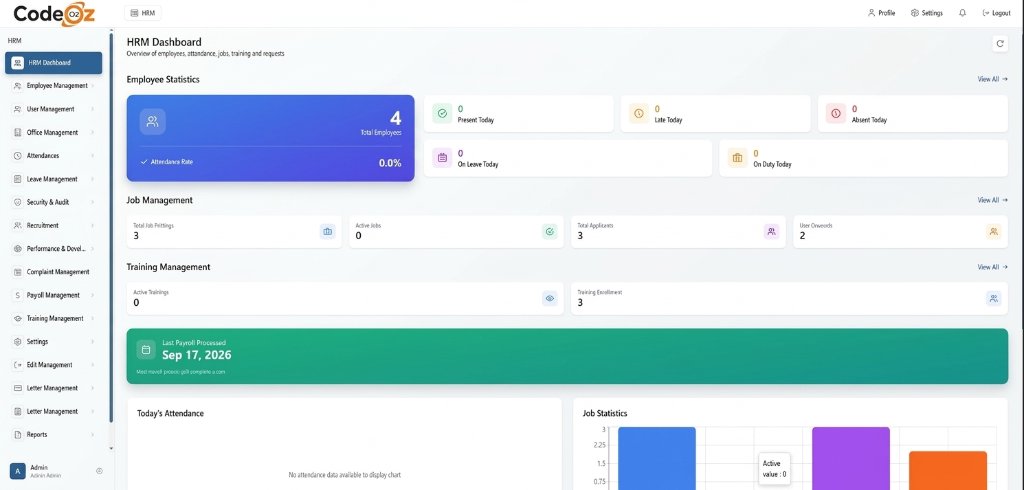 CodeOz
HRM
Profile
Settings
Logout
HRM
HRM Dashboard
Employee Management
User Management
Office Management
Attendances
Leave Management
Security & Audit
Recruitment
Performance & Devel...
Complaint Management
Payroll Management
Training Management
Settings
Edit Management
Letter Management
Letter Management
Reports
A
Admin
Admin Admin
HRM Dashboard
Overview of employees, attendance, jobs, training and requests
Employee Statistics
View All →
4
Total Employees
Attendance Rate
0.0%
0
Present Today
0
Late Today
0
Absent Today
0
On Leave Today
0
On Duty Today
Job Management
View All →
Total Job Prittings
3
Active Jobs
0
Total Applicants
3
User Onwords
2
Training Management
View All →
Active Trainings
0
Training Enrollment
3
Last Payroll Processed
Sep 17, 2026
Today's Attendance
No attendance data available to display chart
Job Statistics
3
2.25
1.5
0.75
Active
value : 0